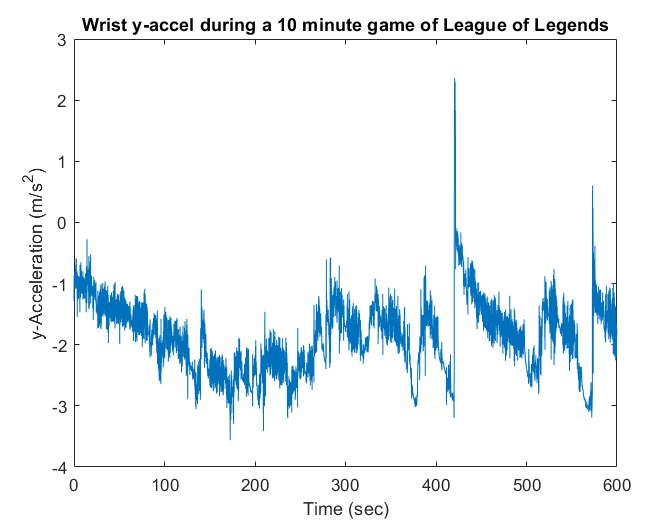 Wrist y-accel during a 10 minute game of League of Legends
3
2
1
0
-1
-2
-3
-4
y-Acceleration (m/s²)
0 100 200 300 400 500 600
Time (sec)